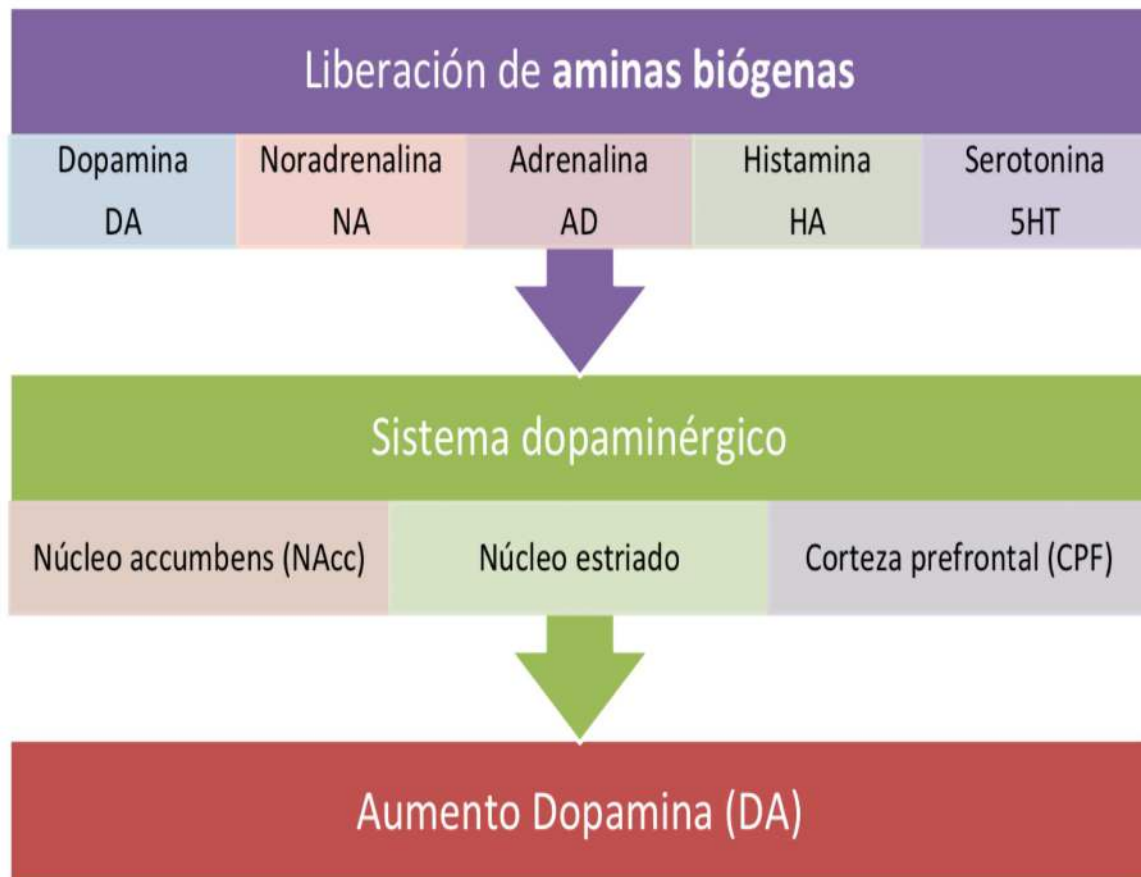 Liberación de aminas biógenas
Dopamina Noradrenalina Adrenalina Histamina Serotonina
DA NA AD HA 5HT
Sistema dopaminérgico
Núcleo accumbens (NAcc) Núcleo estriado Corteza prefrontal (CPF)
Aumento Dopamina (DA)